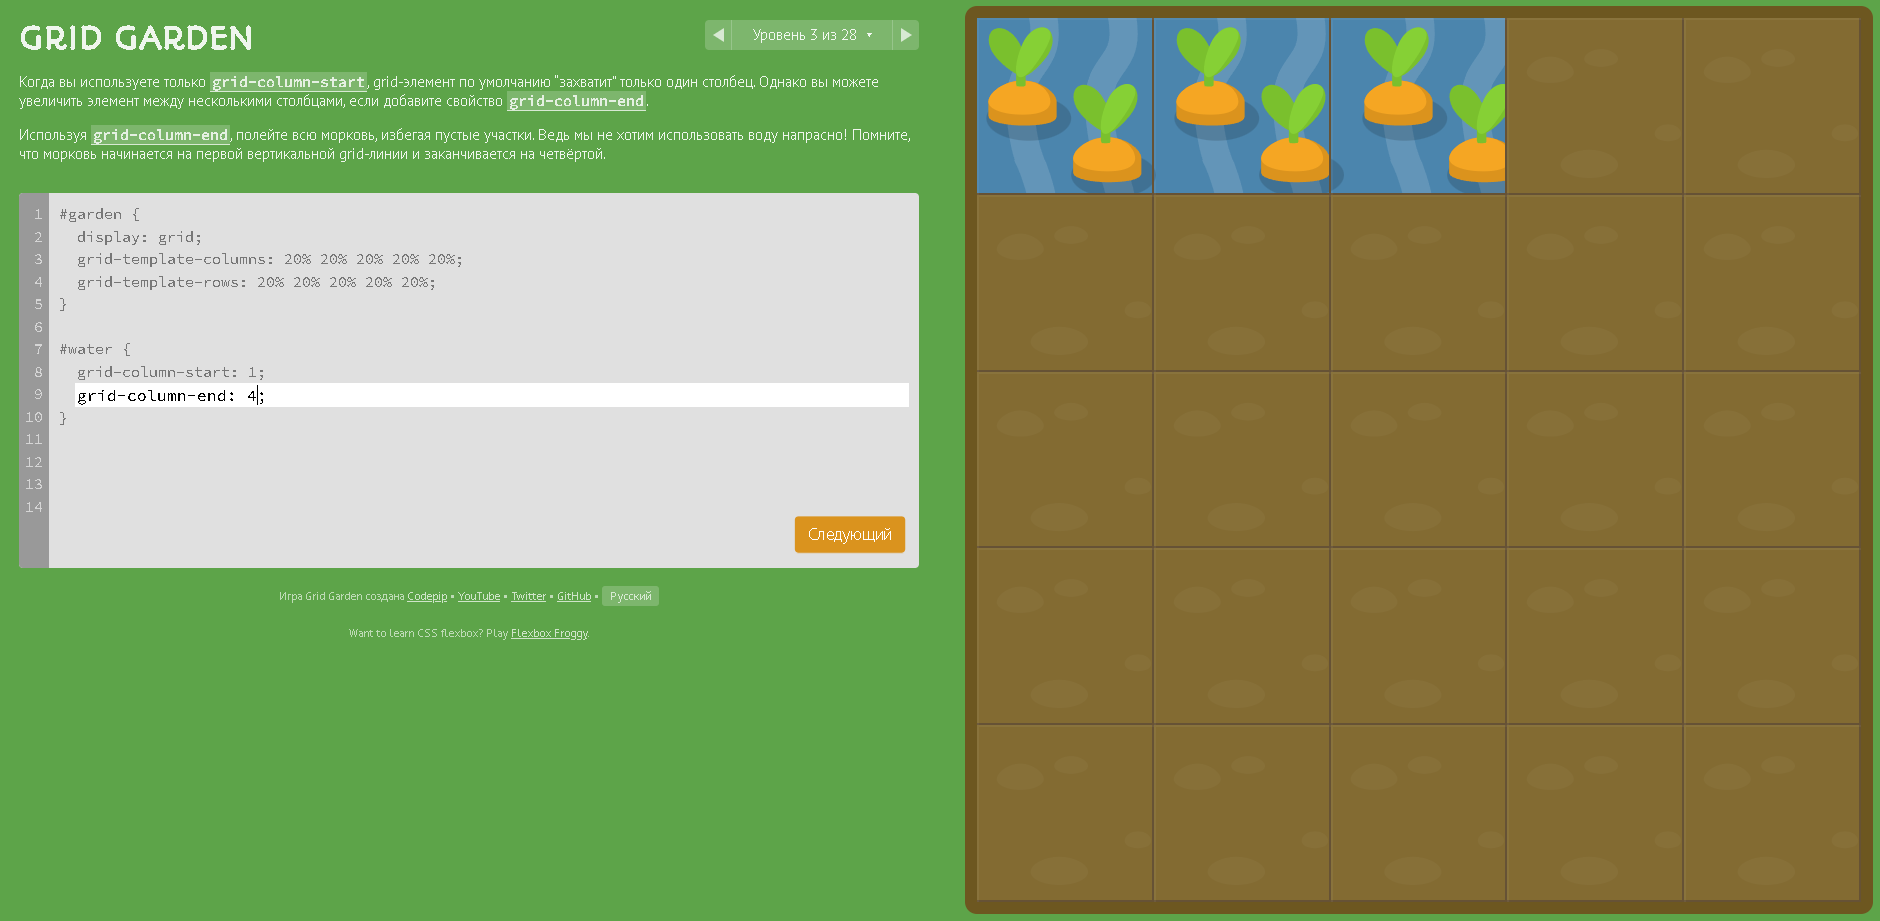 GRID GARDEN
Уровень 3 из 28
Когда вы используете только grid-column-start, grid-элемент по умолчанию "захватит" только один столбец. Однако вы можете
увеличить элемент между несколькими столбцами, если добавите свойство grid-column-end.
Используя grid-column-end, полейте всю морковь, избегая пустые участки. Ведь мы не хотим использовать воду напрасно! Помните,
что морковь начинается на первой вертикальной grid-линии и заканчивается на четвёртой.
1 #garden {
2 display: grid;
3 grid-template-columns: 20% 20% 20% 20% 20%;
4 grid-template-rows: 20% 20% 20% 20% 20%;
5 }
6
7 #water {
8 grid-column-start: 1;
9 grid-column-end: 4;
10 }
11
12
13
14
Следующий
Игра Grid Garden создана Codepip • YouTube • Twitter • GitHub • Русский
Want to learn CSS flexbox? Play Flexbox Froggy.